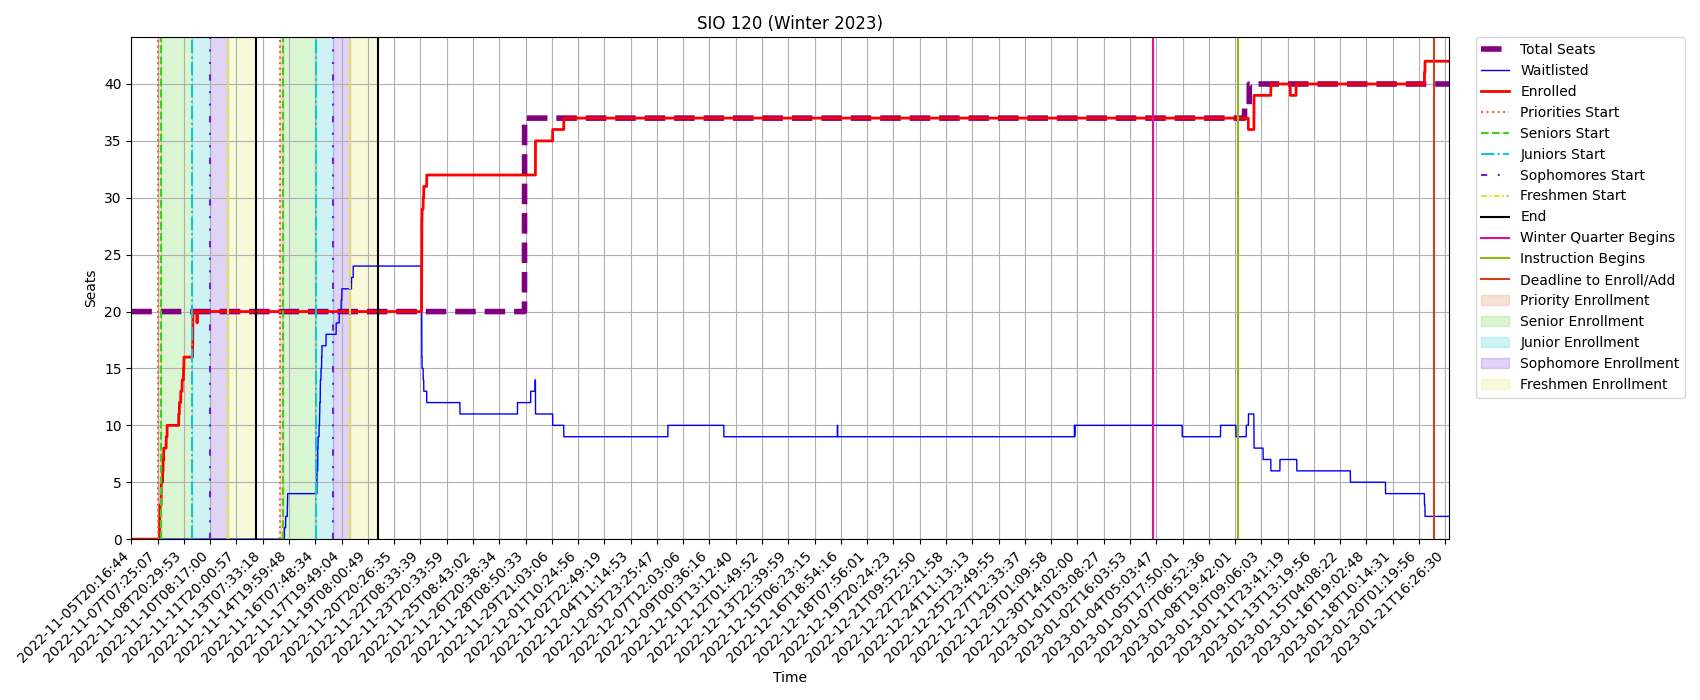 SIO 120 (Winter 2023)
Seats
40
35
30
25
20
15
10
5
0
Total Seats
Waitlisted
Enrolled
Priorities Start
Seniors Start
Juniors Start
Sophomores Start
Freshmen Start
End
Winter Quarter Begins
Instruction Begins
Deadline to Enroll/Add
Priority Enrollment
Senior Enrollment
Junior Enrollment
Sophomore Enrollment
Freshmen Enrollment
2022-11-05T20:16:44
2022-11-07T07:25:07
2022-11-08T20:29:53
2022-11-10T08:17:00
2022-11-11T20:00:57
2022-11-13T07:33:18
2022-11-14T19:59:48
2022-11-16T07:48:34
2022-11-17T19:49:04
2022-11-19T08:00:49
2022-11-20T20:26:35
2022-11-22T08:33:39
2022-11-23T20:33:59
2022-11-25T08:43:02
2022-11-26T20:38:34
2022-11-28T08:50:33
2022-11-29T21:03:06
2022-12-01T10:24:56
2022-12-02T22:49:19
2022-12-04T11:14:53
2022-12-05T23:25:47
2022-12-07T12:03:06
2022-12-09T00:36:16
2022-12-10T13:12:40
2022-12-12T01:49:52
2022-12-13T22:39:59
2022-12-15T06:23:15
2022-12-16T18:54:16
2022-12-18T07:56:01
2022-12-19T20:24:23
2022-12-21T09:52:50
2022-12-22T22:21:58
2022-12-24T11:13:13
2022-12-25T23:49:55
2022-12-27T12:33:37
2022-12-29T01:09:58
2022-12-30T14:02:00
2023-01-01T03:08:27
2023-01-02T16:03:53
2023-01-04T05:03:47
2023-01-05T17:50:01
2023-01-07T06:52:36
2023-01-08T19:42:01
2023-01-10T09:06:03
2023-01-11T23:41:19
2023-01-13T13:19:56
2023-01-15T04:08:22
2023-01-16T19:02:48
2023-01-18T10:14:31
2023-01-20T01:19:56
2023-01-21T16:26:30
Time